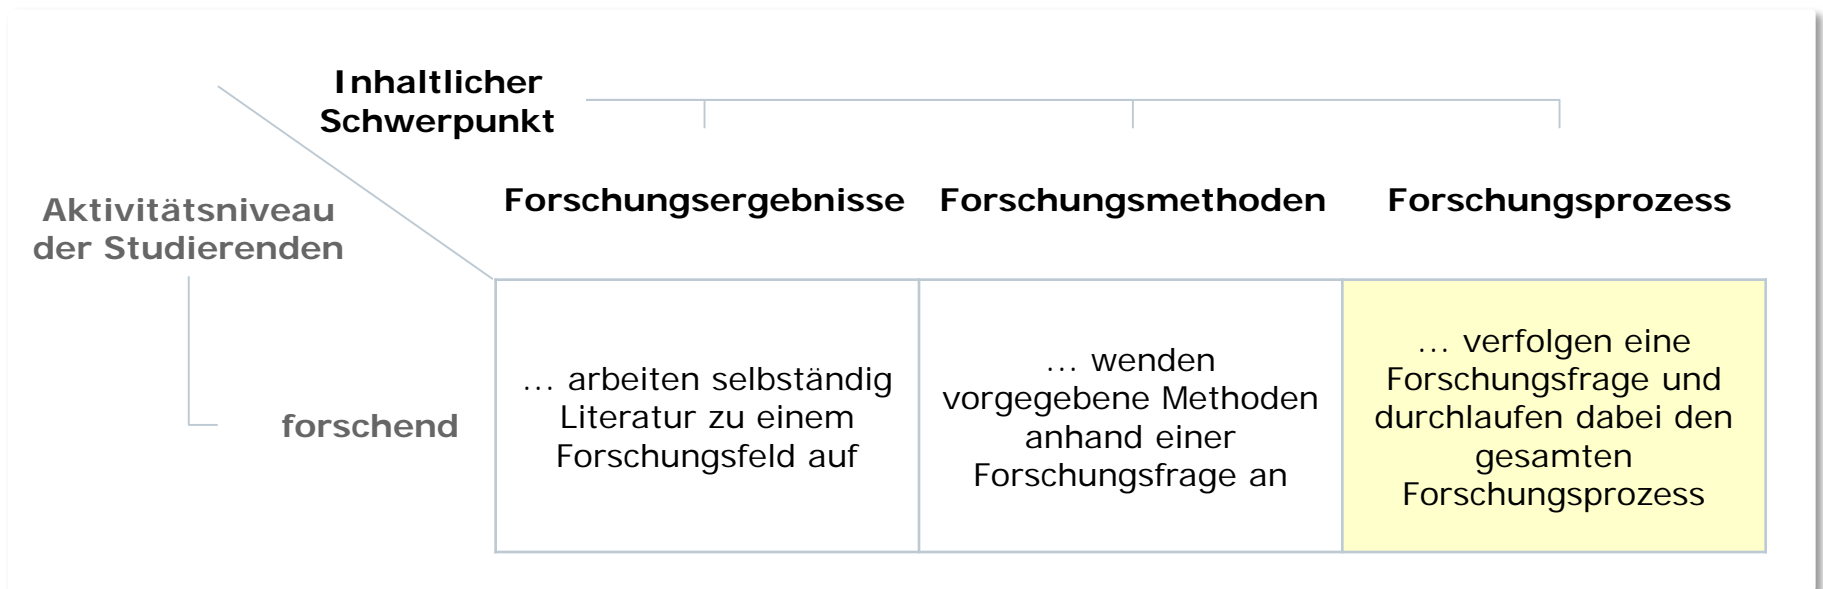 Inhaltlicher
Schwerpunkt
Aktivitätsniveau
der Studierenden
Forschungsergebnisse
Forschungsmethoden
Forschungsprozess
forschend
... arbeiten selbständig
Literatur zu einem
Forschungsfeld auf
... wenden
vorgegebene Methoden
anhand einer
Forschungsfrage an
... verfolgen eine
Forschungsfrage und
durchlaufen dabei den
gesamten
Forschungsprozess